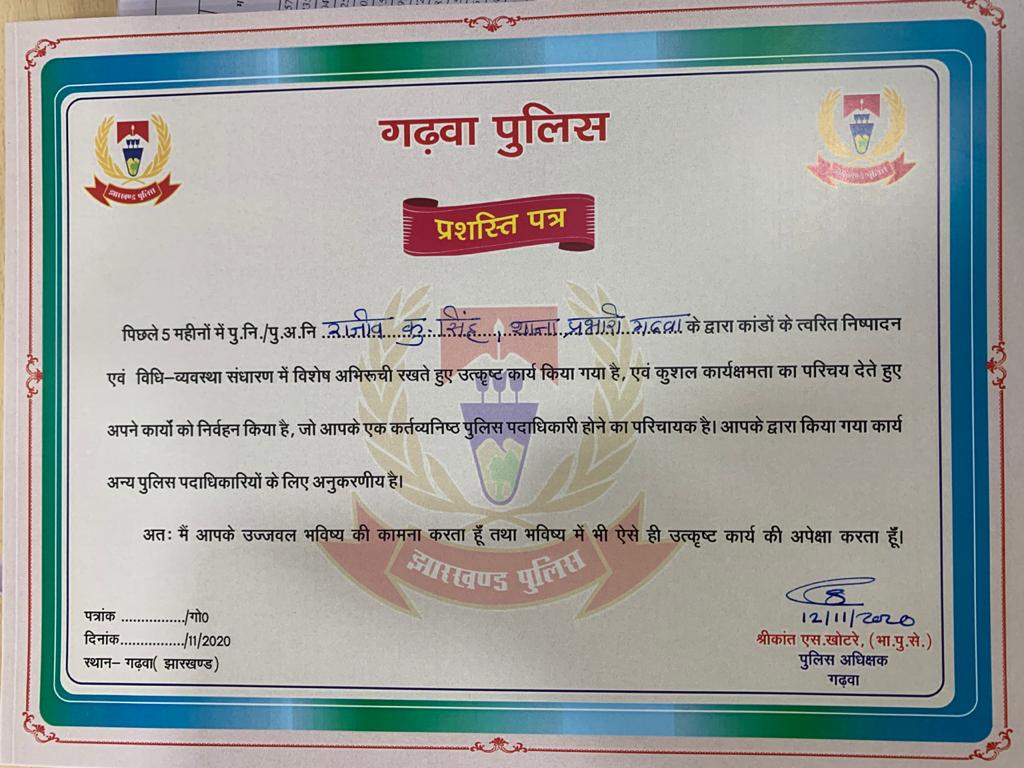 गढ़वा पुलिस
झारखण्ड पुलिस
प्रशस्ति पत्र
पिछले 5 महीनों में पु.नि./पु.अ.नि राजीव कु. सिंह, थाना प्रभारी गढवा के द्वारा कांडों के त्वरित निष्पादन
एवं विधि–व्यवस्था संधारण में विशेष अभिरूची रखते हुए उत्कृष्ट कार्य किया गया है, एवं कुशल कार्यक्षमता का परिचय देते हुए
अपने कार्यो को निर्वहन किया है, जो आपके एक कर्तव्यनिष्ठ पुलिस पदाधिकारी होने का परिचायक है। आपके द्वारा किया गया कार्य
अन्य पुलिस पदाधिकारियों के लिए अनुकरणीय है।
अतः मैं आपके उज्जवल भविष्य की कामना करता हूँ तथा भविष्य में भी ऐसे ही उत्कृष्ट कार्य की अपेक्षा करता हूँ।
झारखण्ड पुलिस
पत्रांक ................/गो0
दिनांक................/11/2020
स्थान– गढ़वा( झारखण्ड)
12/11/2020
श्रीकांत एस.खोटरे, (भा.पु.से.)
पुलिस अधिक्षक
गढ़वा